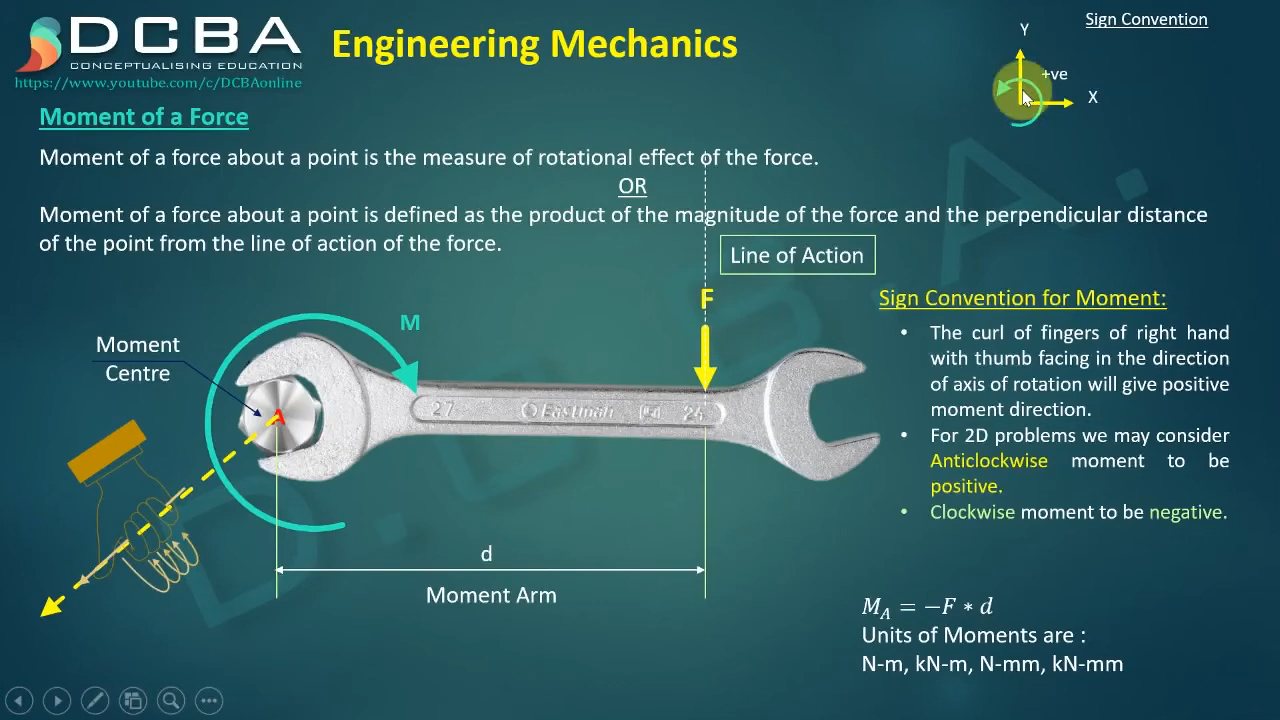 DCBA
CONCEPTUALISING EDUCATION
https://www.youtube.com/c/DCBAonline
Engineering Mechanics
Sign Convention
Y
+ve
X
Moment of a Force
Moment of a force about a point is the measure of rotational effect of the force.
OR
Moment of a force about a point is defined as the product of the magnitude of the force and the perpendicular distance
of the point from the line of action of the force.
Line of Action
F
M
Moment
Centre
A
27
Eastman
24
Sign Convention for Moment:
• The curl of fingers of right hand
with thumb facing in the direction
of axis of rotation will give positive
moment direction.
• For 2D problems we may consider
Anticlockwise moment to be
positive.
• Clockwise moment to be negative.
d
Moment Arm
M_A = −F ∗ d
Units of Moments are :
N-m, kN-m, N-mm, kN-mm
D.C.B.A.